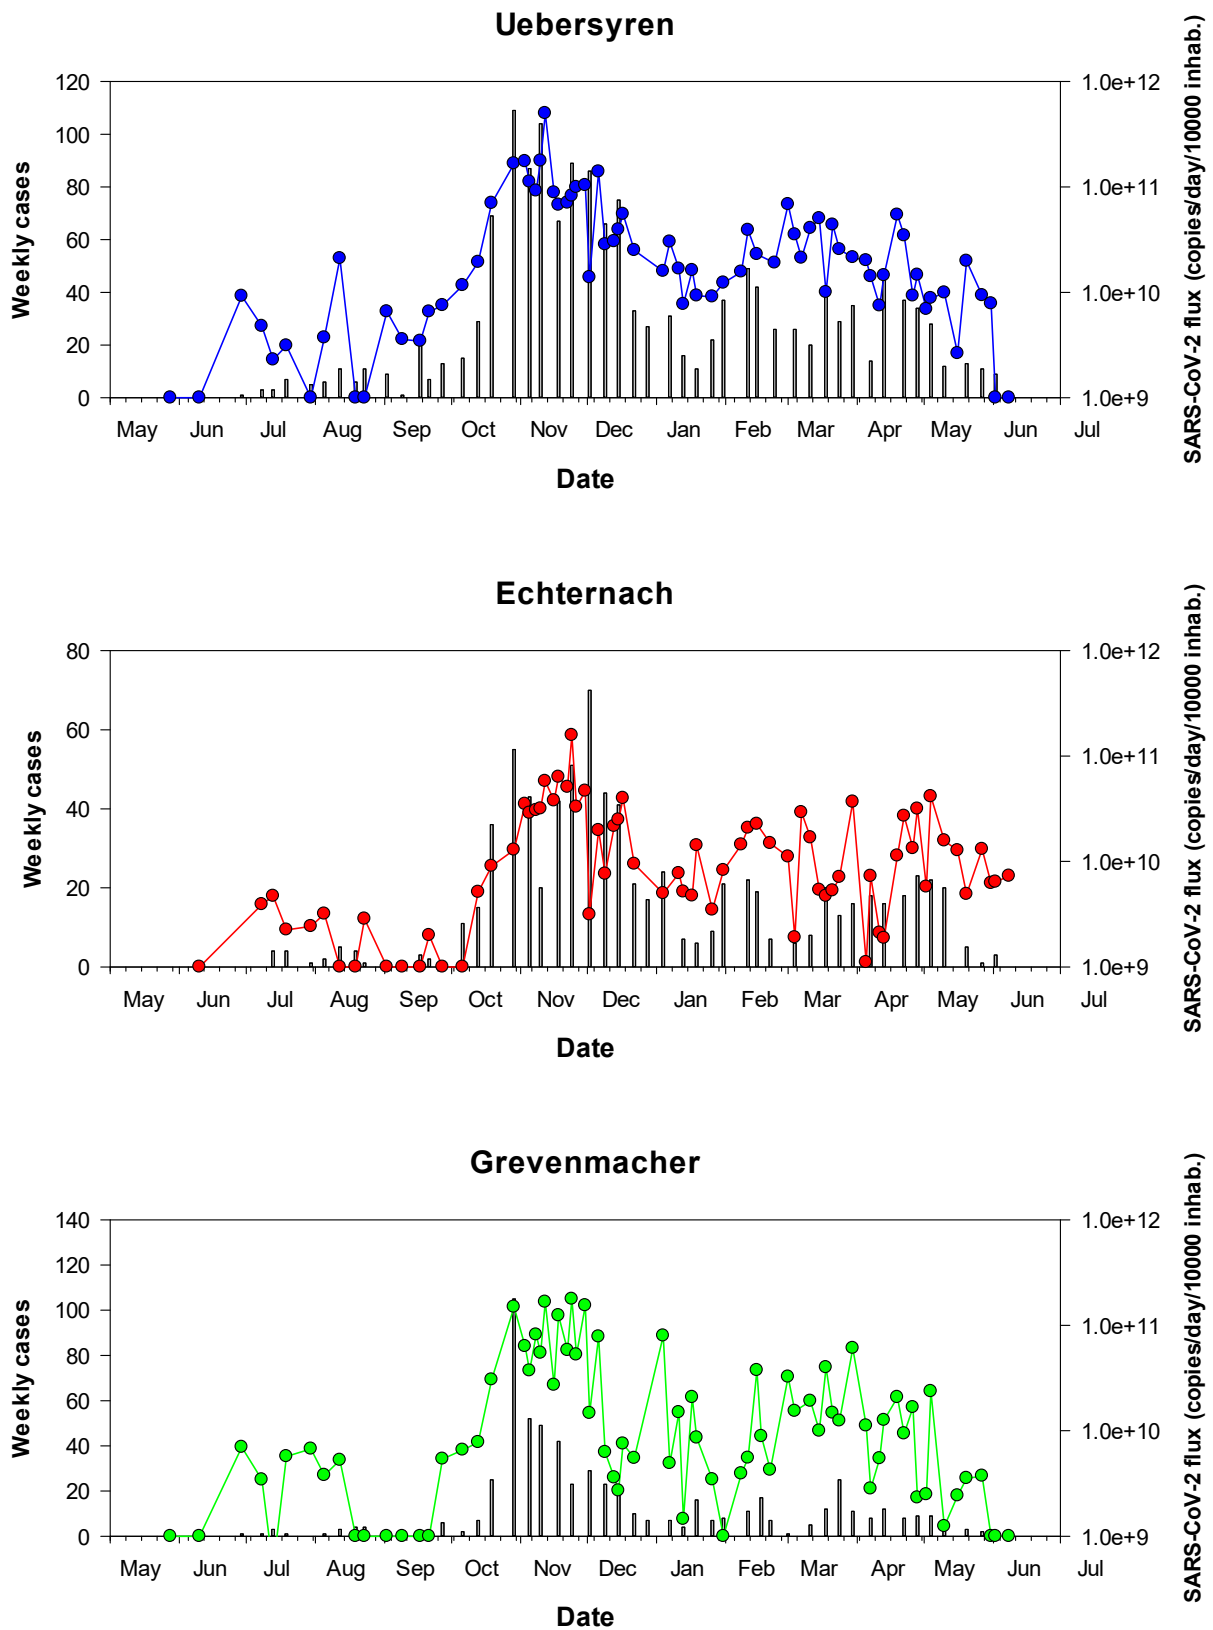 Uebersyren
120
100
80
60
40
20
0
Weekly cases
1.0e+12
1.0e+11
1.0e+10
1.0e+9
SARS-CoV-2 flux (copies/day/10000 inhab.)
May Jun Jul Aug Sep Oct Nov Dec Jan Feb Mar Apr May Jun Jul
Date
Echternach
80
60
40
20
0
Weekly cases
1.0e+12
1.0e+11
1.0e+10
1.0e+9
SARS-CoV-2 flux (copies/day/10000 inhab.)
May Jun Jul Aug Sep Oct Nov Dec Jan Feb Mar Apr May Jun Jul
Date
Grevenmacher
140
120
100
80
60
40
20
0
Weekly cases
1.0e+12
1.0e+11
1.0e+10
1.0e+9
SARS-CoV-2 flux (copies/day/10000 inhab.)
May Jun Jul Aug Sep Oct Nov Dec Jan Feb Mar Apr May Jun Jul
Date